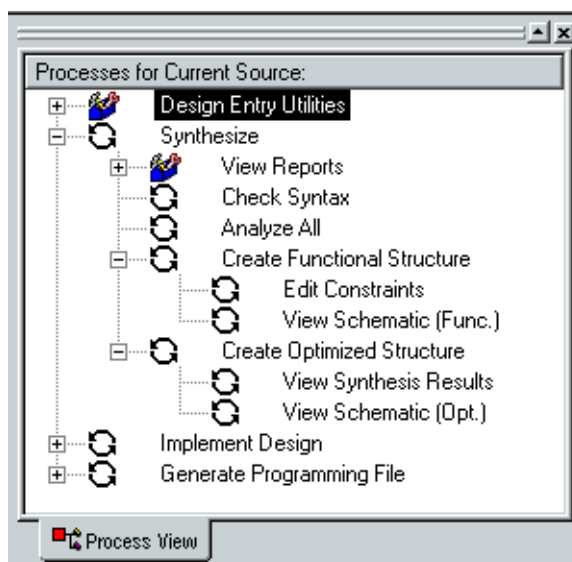 Processes for Current Source:
Design Entry Utilities
Synthesize
View Reports
Check Syntax
Analyze All
Create Functional Structure
Edit Constraints
View Schematic (Func.)
Create Optimized Structure
View Synthesis Results
View Schematic (Opt.)
Implement Design
Generate Programming File
Process View